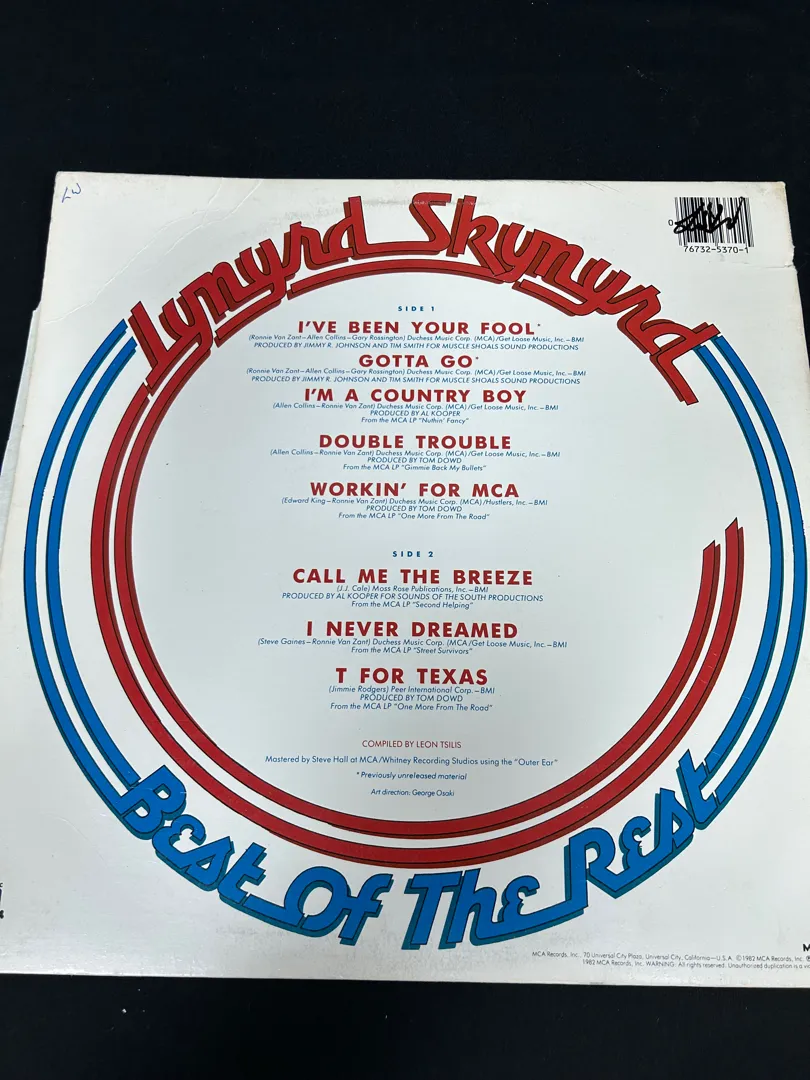 LW
Lynyrd Skynyrd
0
76732-5370-1
SIDE 1
I'VE BEEN YOUR FOOL*
(Ronnie Van Zant–Allen Collins–Gary Rossington) Duchess Music Corp. (MCA)/Get Loose Music, Inc.–BMI
PRODUCED BY JIMMY R. JOHNSON AND TIM SMITH FOR MUSCLE SHOALS SOUND PRODUCTIONS
GOTTA GO*
(Ronnie Van Zant–Allen Collins–Gary Rossington) Duchess Music Corp. (MCA)/Get Loose Music, Inc.–BMI
PRODUCED BY JIMMY R. JOHNSON AND TIM SMITH FOR MUSCLE SHOALS SOUND PRODUCTIONS
I'M A COUNTRY BOY
(Allen Collins–Ronnie Van Zant) Duchess Music Corp. (MCA)/Get Loose Music, Inc.–BMI
PRODUCED BY AL KOOPER
From the MCA LP "Nuthin' Fancy"
DOUBLE TROUBLE
(Allen Collins–Ronnie Van Zant) Duchess Music Corp. (MCA)/Get Loose Music, Inc.–BMI
PRODUCED BY TOM DOWD
From the MCA LP "Gimmie Back My Bullets"
WORKIN' FOR MCA
(Edward King–Ronnie Van Zant) Duchess Music Corp. (MCA)/Hustlers, Inc.–BMI
PRODUCED BY TOM DOWD
From the MCA LP "One More From The Road"
SIDE 2
CALL ME THE BREEZE
(J.J. Cale) Moss Rose Publications, Inc.–BMI
PRODUCED BY AL KOOPER FOR SOUNDS OF THE SOUTH PRODUCTIONS
From the MCA LP "Second Helping"
I NEVER DREAMED
(Steve Gaines–Ronnie Van Zant) Duchess Music Corp. (MCA/Get Loose Music, Inc.–BMI
From the MCA LP "Street Survivors"
T FOR TEXAS
(Jimmie Rodgers) Peer International Corp.–BMI
PRODUCED BY TOM DOWD
From the MCA LP "One More From The Road"
COMPILED BY LEON TSILIS
Mastered by Steve Hall at MCA/Whitney Recording Studios using the "Outer Ear"
*Previously unreleased material
Art direction: George Osaki
Best Of The Rest
MCA Records, Inc., 70 Universal City Plaza, Universal City, California–U.S.A. ©1982 MCA Records, Inc. ℗
1982 MCA Records, Inc. WARNING: All rights reserved. Unauthorized duplication is a